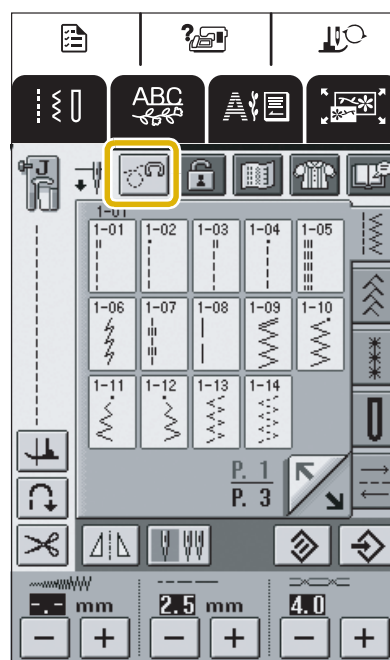 ?
ABC
A
J
1-01
1-01 1-02 1-03 1-04 1-05
1-06 1-07 1-08 1-09 1-10
1-11 1-12 1-13 1-14
P. 1
P. 3
-.- mm 2.5 mm 4.0
− + − + − +